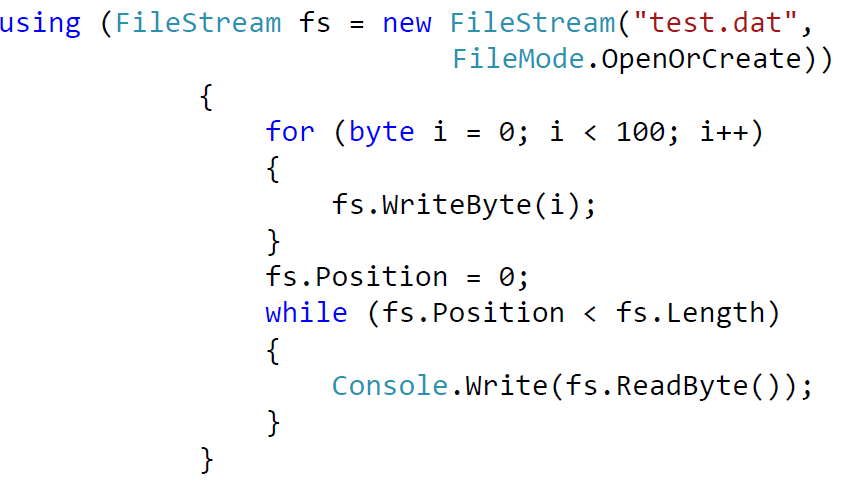 using (FileStream fs = new FileStream("test.dat",
FileMode.OpenOrCreate))
{
for (byte i = 0; i < 100; i++)
{
fs.WriteByte(i);
}
fs.Position = 0;
while (fs.Position < fs.Length)
{
Console.Write(fs.ReadByte());
}
}